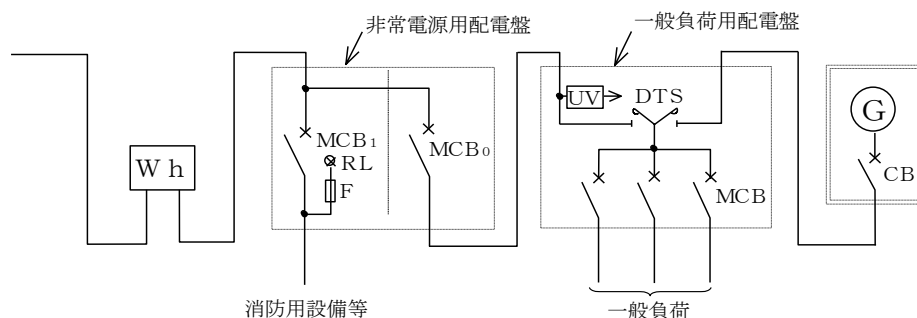 非常電源用配電盤
一般負荷用配電盤
UV
DTS
G
MCB1
RL
MCB0
Wh
F
MCB
CB
消防用設備等
一般負荷